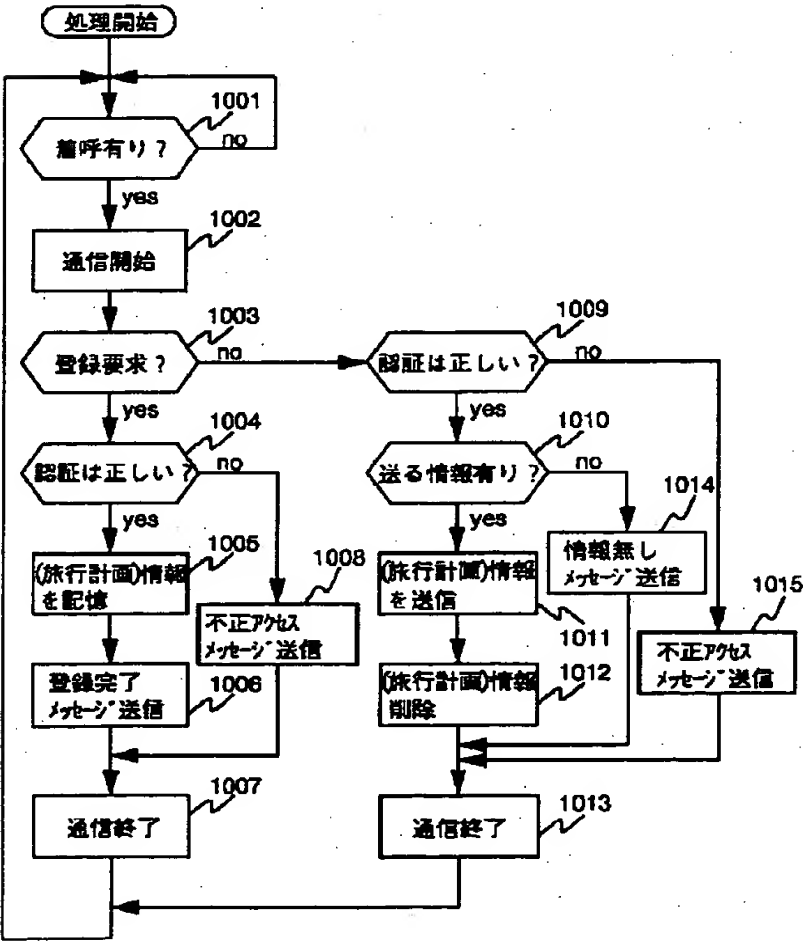 処理開始
1001
着呼有り?
no
yes
1002
通信開始
1003
登録要求?
no
yes
1004
認証は正しい?
no
yes
1005
(旅行計画)情報
を記憶
1008
不正アクセス
メッセージ送信
登録完了
メッセージ送信
1006
1007
通信終了
1009
認証は正しい?
no
yes
1010
送る情報有り?
no
yes
1014
情報無し
メッセージ送信
(旅行計画)情報
を送信
1011
1015
不正アクセス
メッセージ送信
(旅行計画)情報
削除
1012
1013
通信終了